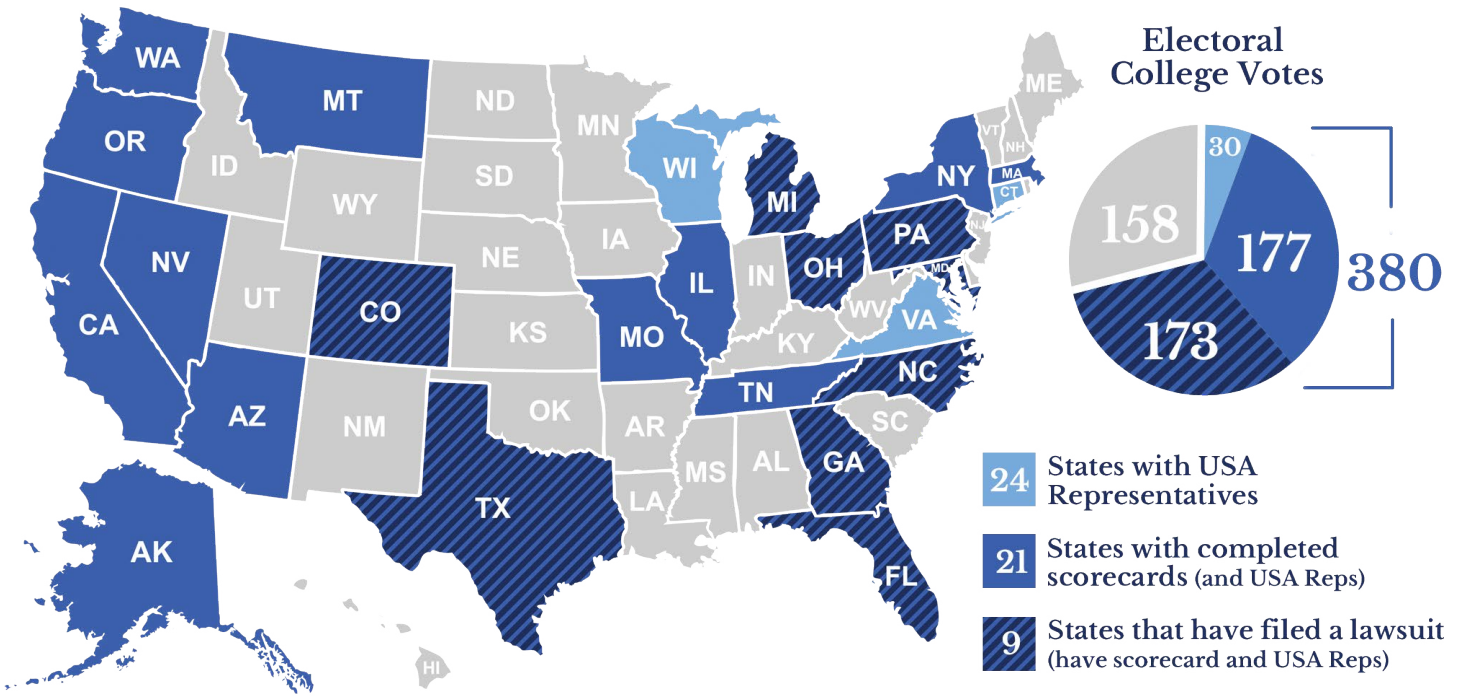 WA
MT
ND
MN
ME
OR
ID
SD
WI
VT
NH
WY
MI
NY
MA
CT
NV
NE
IA
PA
NJ
UT
CO
IL
IN
OH
MD
CA
KS
MO
WV
VA
KY
AZ
NM
OK
AR
TN
NC
SC
MS
AL
GA
TX
LA
AK
FL
HI
Electoral
College Votes
30
158
177
173
380
24
States with USA
Representatives
21
States with completed
scorecards (and USA Reps)
9
States that have filed a lawsuit
(have scorecard and USA Reps)